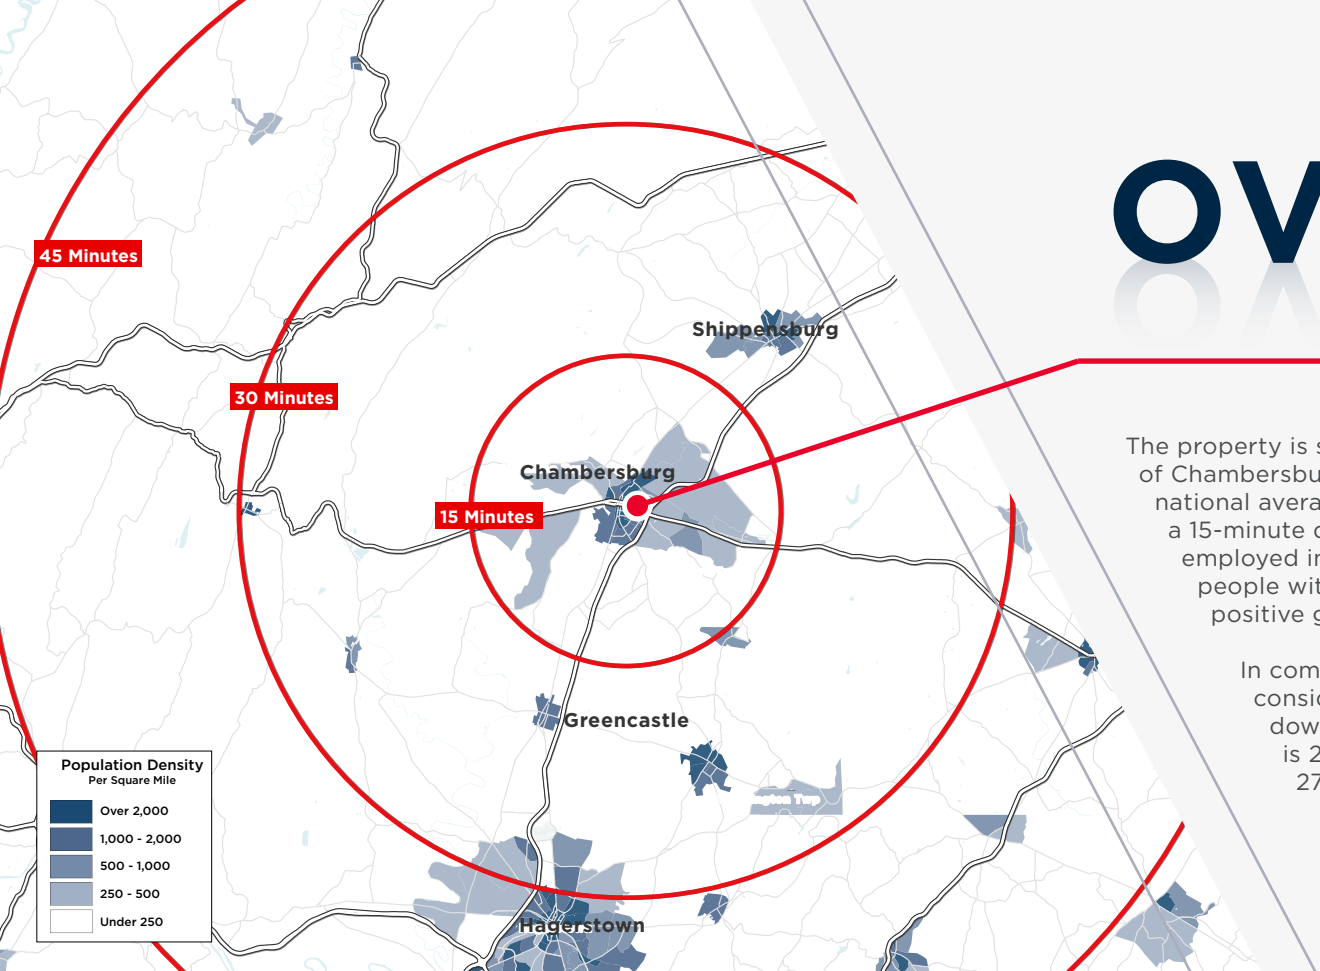 45 Minutes
30 Minutes
15 Minutes
Shippensburg
Chambersburg
Greencastle
Hagerstown
Population Density
Per Square Mile
Over 2,000
1,000 - 2,000
500 - 1,000
250 - 500
Under 250
OV
The property is s
of Chambersbu
national avera
a 15-minute
employed in
people wit
positive g
In com
consid
dow
is 2
27